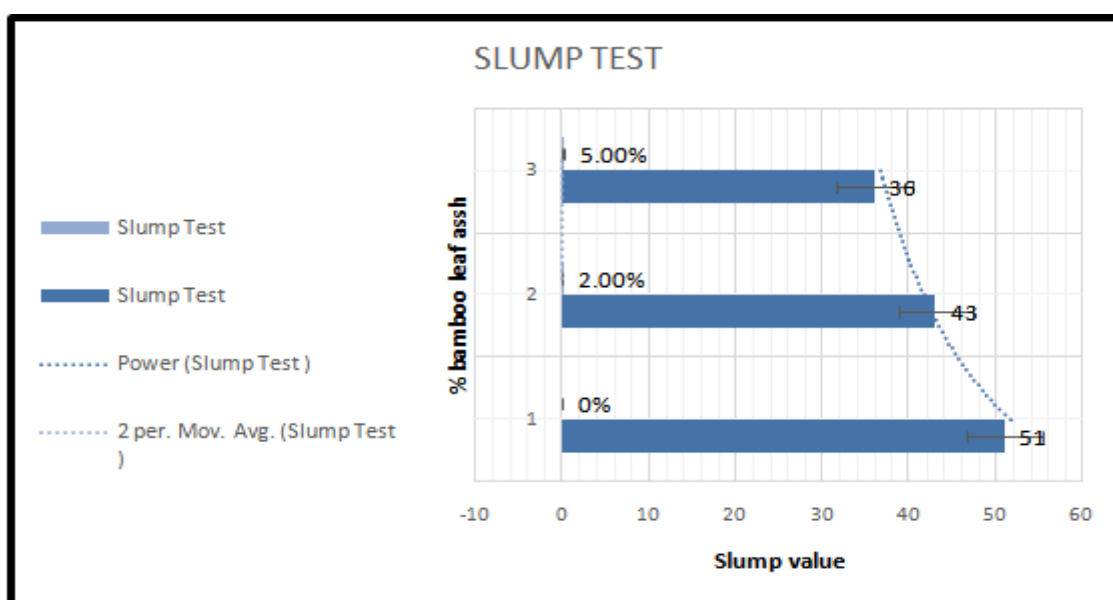 SLUMP TEST
Slump Test
Slump Test
Power (Slump Test )
2 per. Mov. Avg. (Slump Test
)
% bamboo leaf assh
3
5.00%
36
2
2.00%
43
1
0%
51
-10 0 10 20 30 40 50 60
Slump value